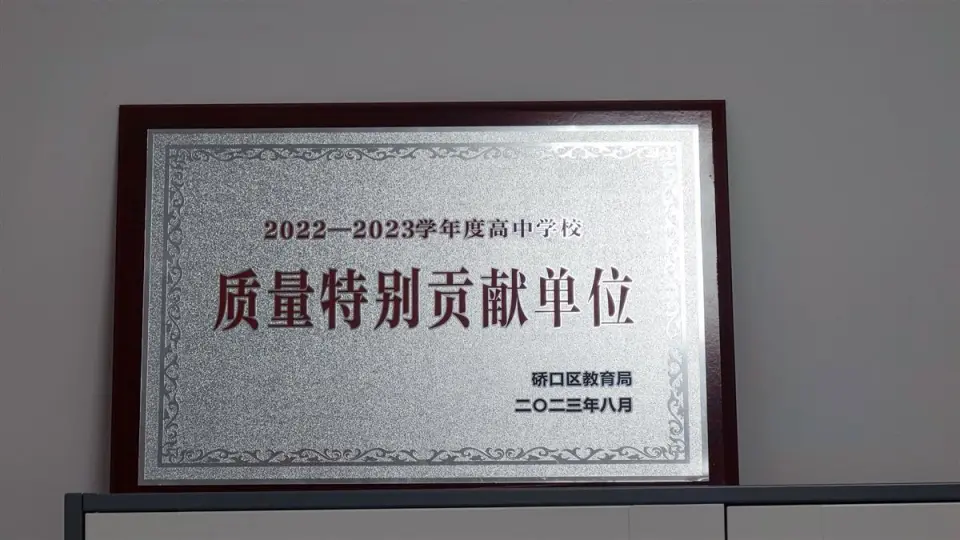 2022—2023学年度高中学校
质量特别贡献单位
硚口区教育局
二〇二三年八月